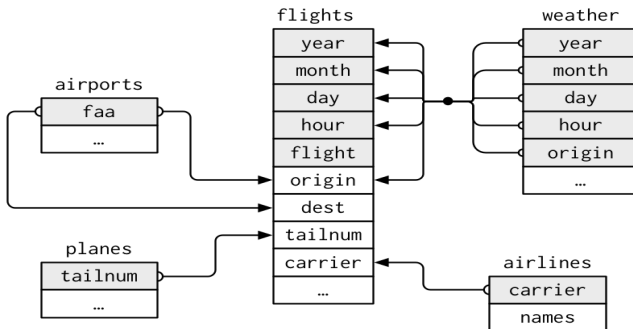 flights
year
month
day
hour
flight
origin
dest
tailnum
carrier
…
weather
year
month
day
hour
origin
…
airports
faa
…
planes
tailnum
…
airlines
carrier
names